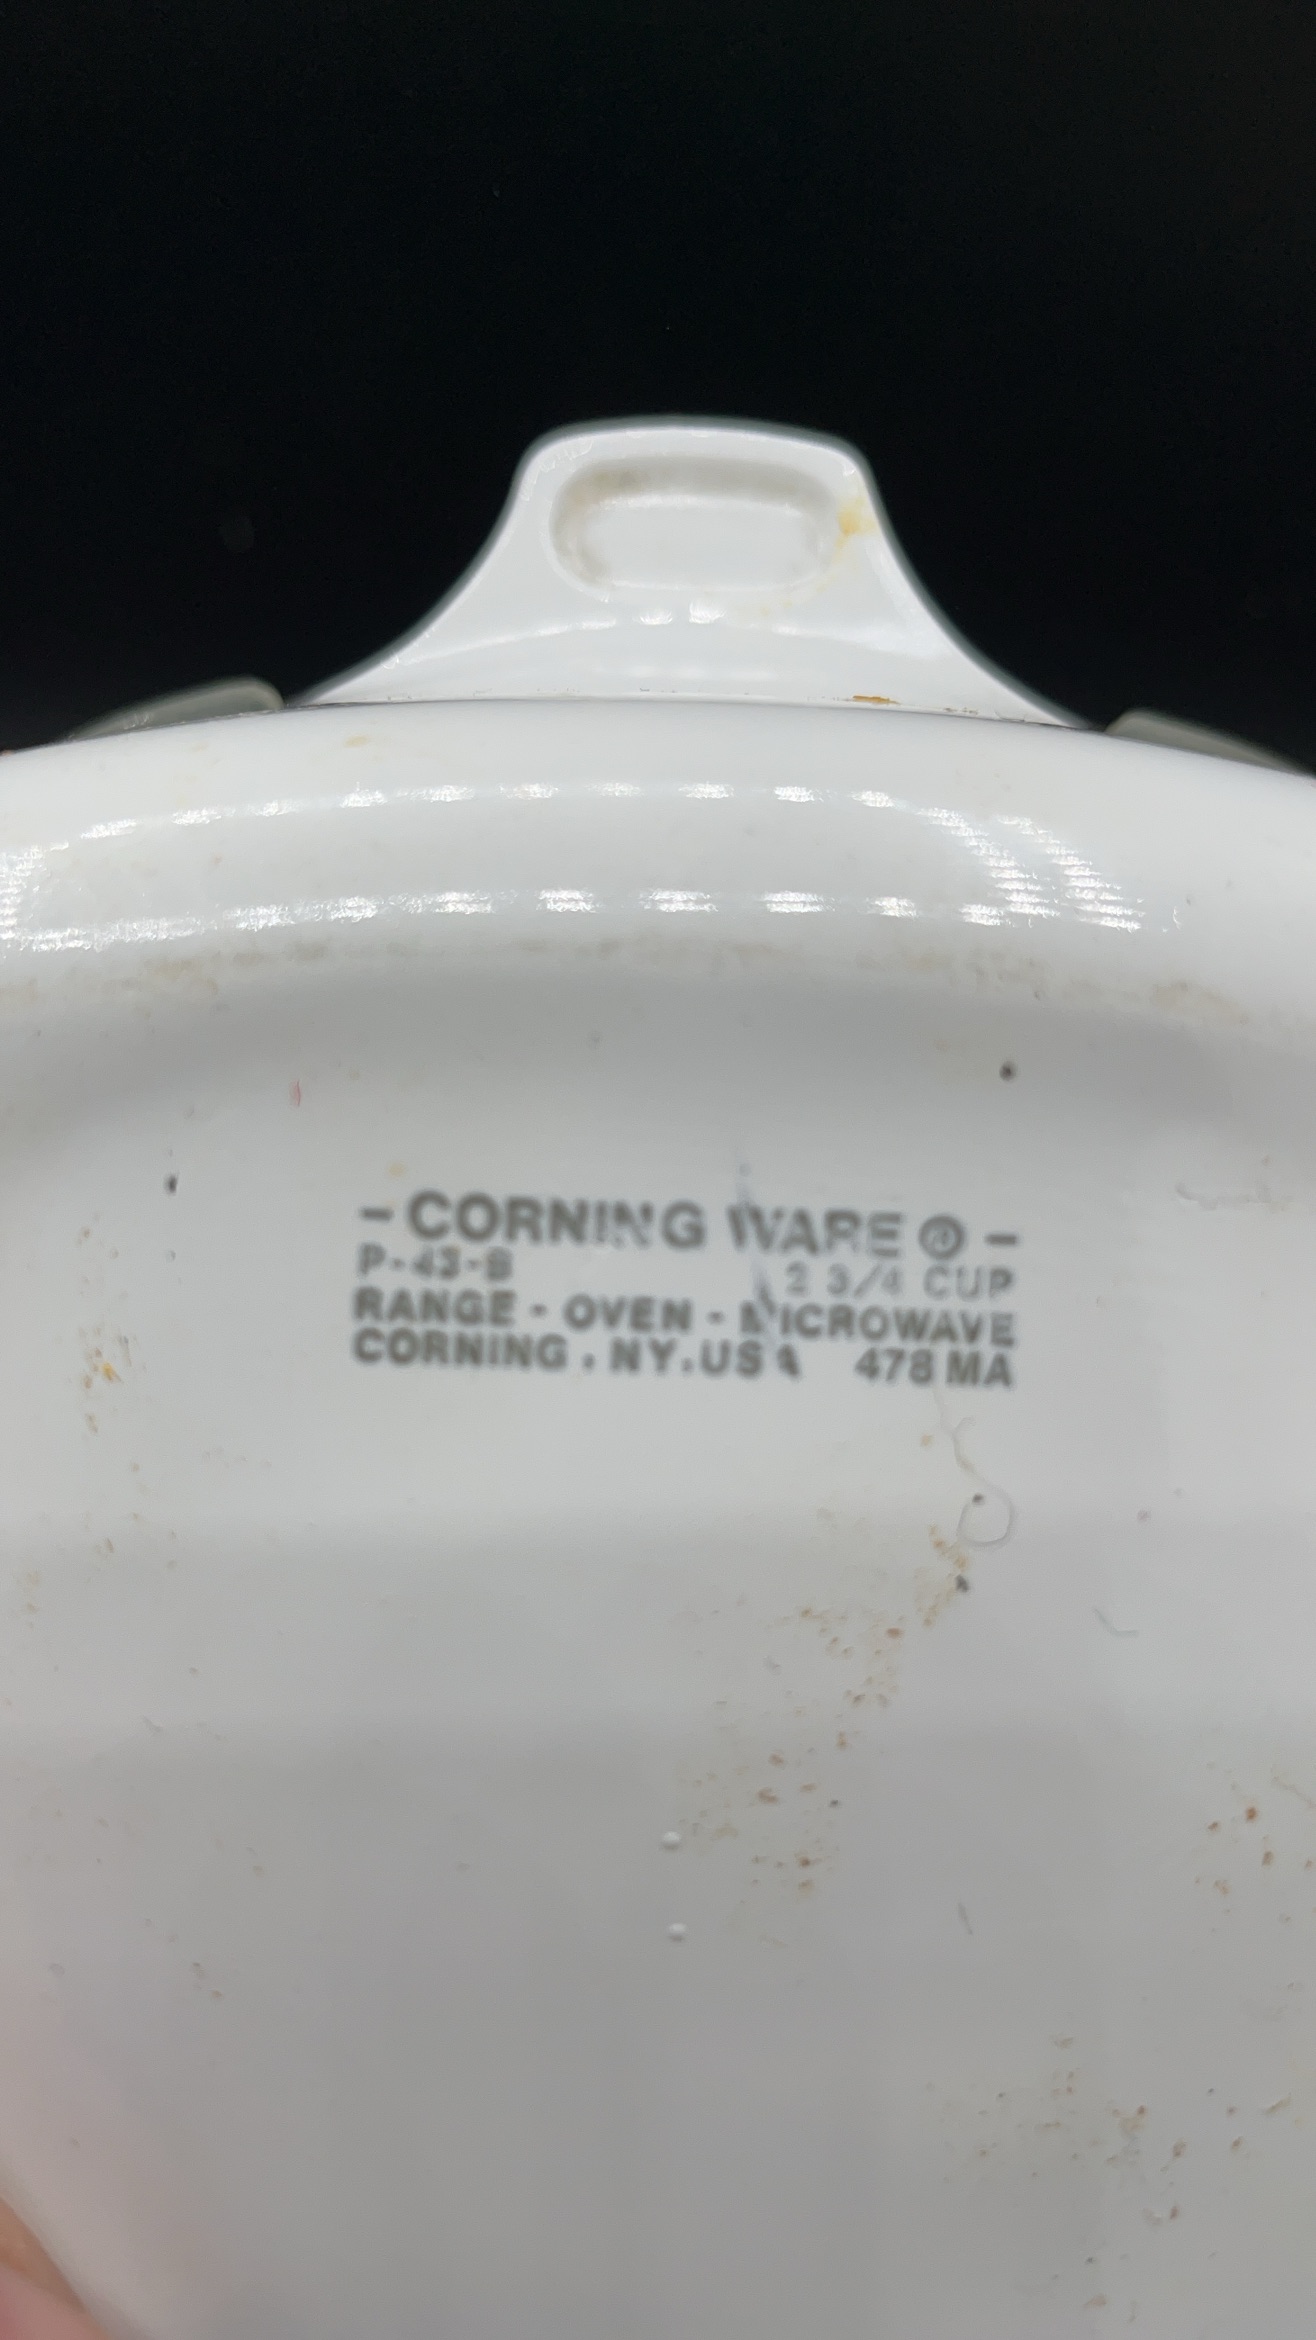 - CORNING WARE ® -
P-43-B 2 3/4 CUP
RANGE - OVEN - MICROWAVE
CORNING . NY. USA 478 MA